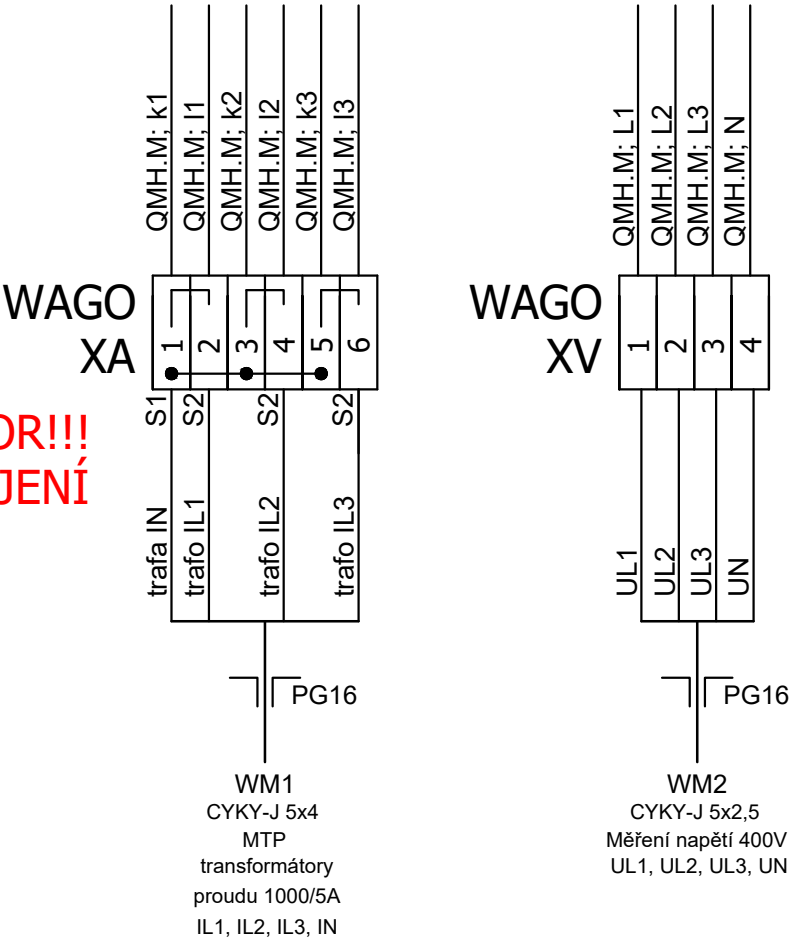 QMH.M; k1
QMH.M; l1
QMH.M; k2
QMH.M; l2
QMH.M; k3
QMH.M; l3
WAGO
XA
1
2
3
4
5
6
S1
S2
S2
S2
OR!!!
JENÍ
trafa IN
trafo IL1
trafo IL2
trafo IL3
PG16
WM1
CYKY-J 5x4
MTP
transformátory
proudu 1000/5A
IL1, IL2, IL3, IN
QMH.M; L1
QMH.M; L2
QMH.M; L3
QMH.M; N
WAGO
XV
1
2
3
4
UL1
UL2
UL3
UN
PG16
WM2
CYKY-J 5x2,5
Měření napětí 400V
UL1, UL2, UL3, UN